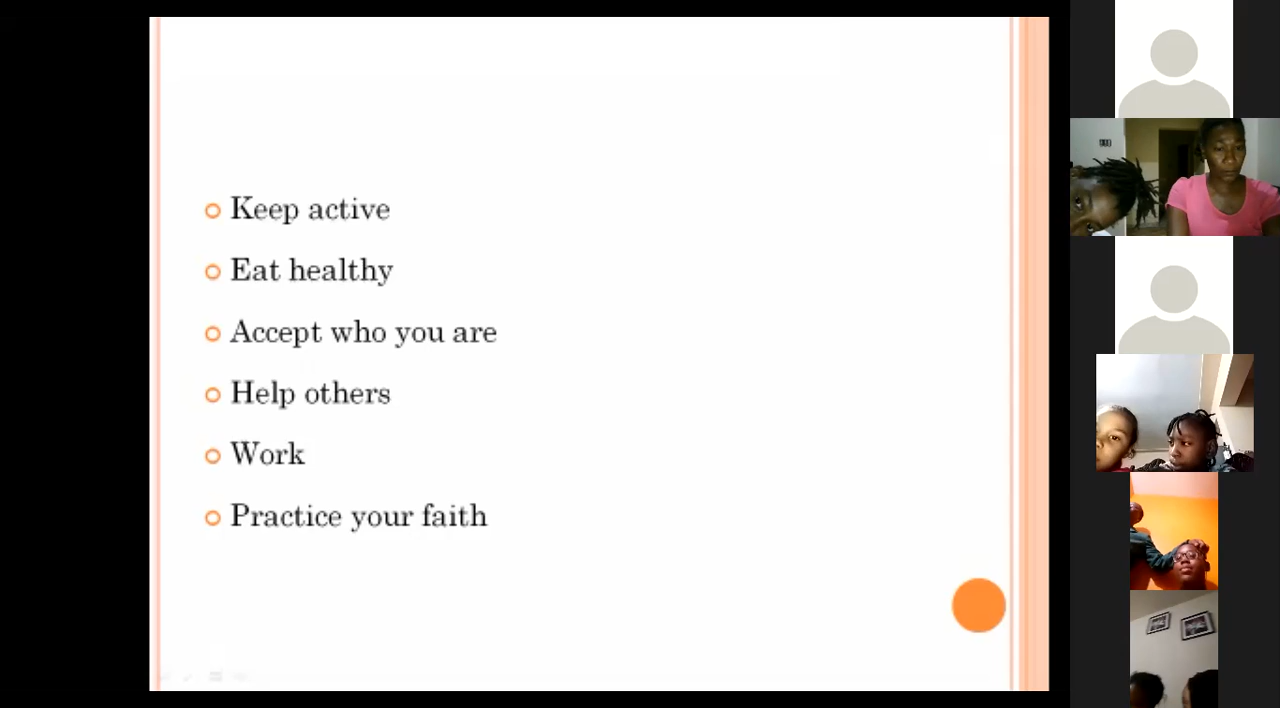 Keep active
Eat healthy
Accept who you are
Help others
Work
Practice your faith